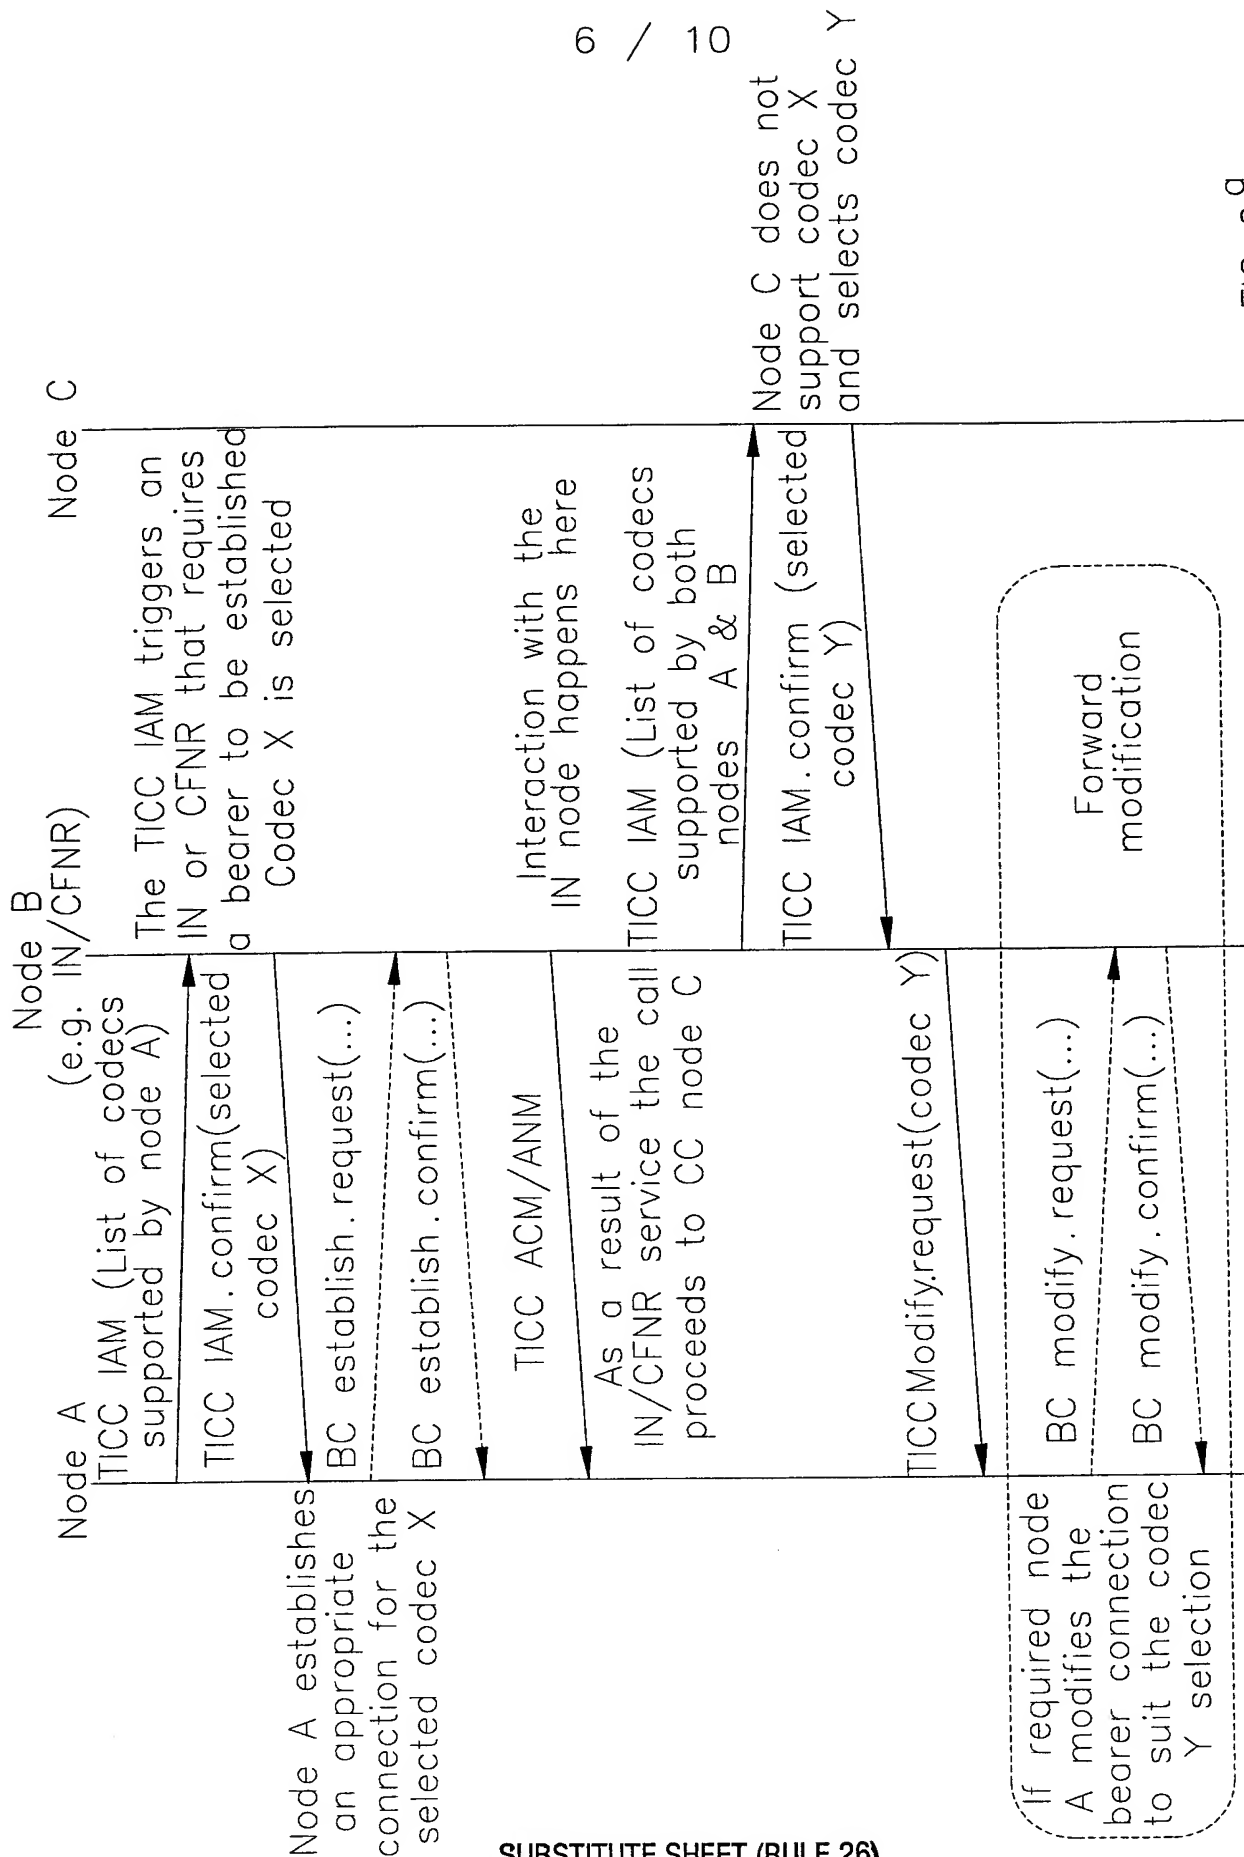 6 / 10
Node A
Node B
(e.g. IN/CFNR)
Node C
TICC IAM (List of codecs
supported by node A)
The TICC IAM triggers an
IN or CFNR that requires
a bearer to be established
Codec X is selected
TICC IAM.confirm(selected
codec X)
Node A establishes
an appropriate
connection for the
selected codec X
BC establish.request(...)
BC establish.confirm(...)
TICC ACM/ANM
Interaction with the
IN node happens here
As a result of the
IN/CFNR service the call
proceeds to CC node C
TICC IAM (List of codecs
supported by both
nodes A & B
Node C does not
support codec X
and selects codec Y
TICC IAM.confirm (selected
codec Y)
TICCModify.request(codec Y)
If required node
A modifies the
bearer connection
to suit the codec
Y selection
BC modify.request(...)
BC modify.confirm(...)
Forward
modification
SUBSTITUTE SHEET (RULE 26)